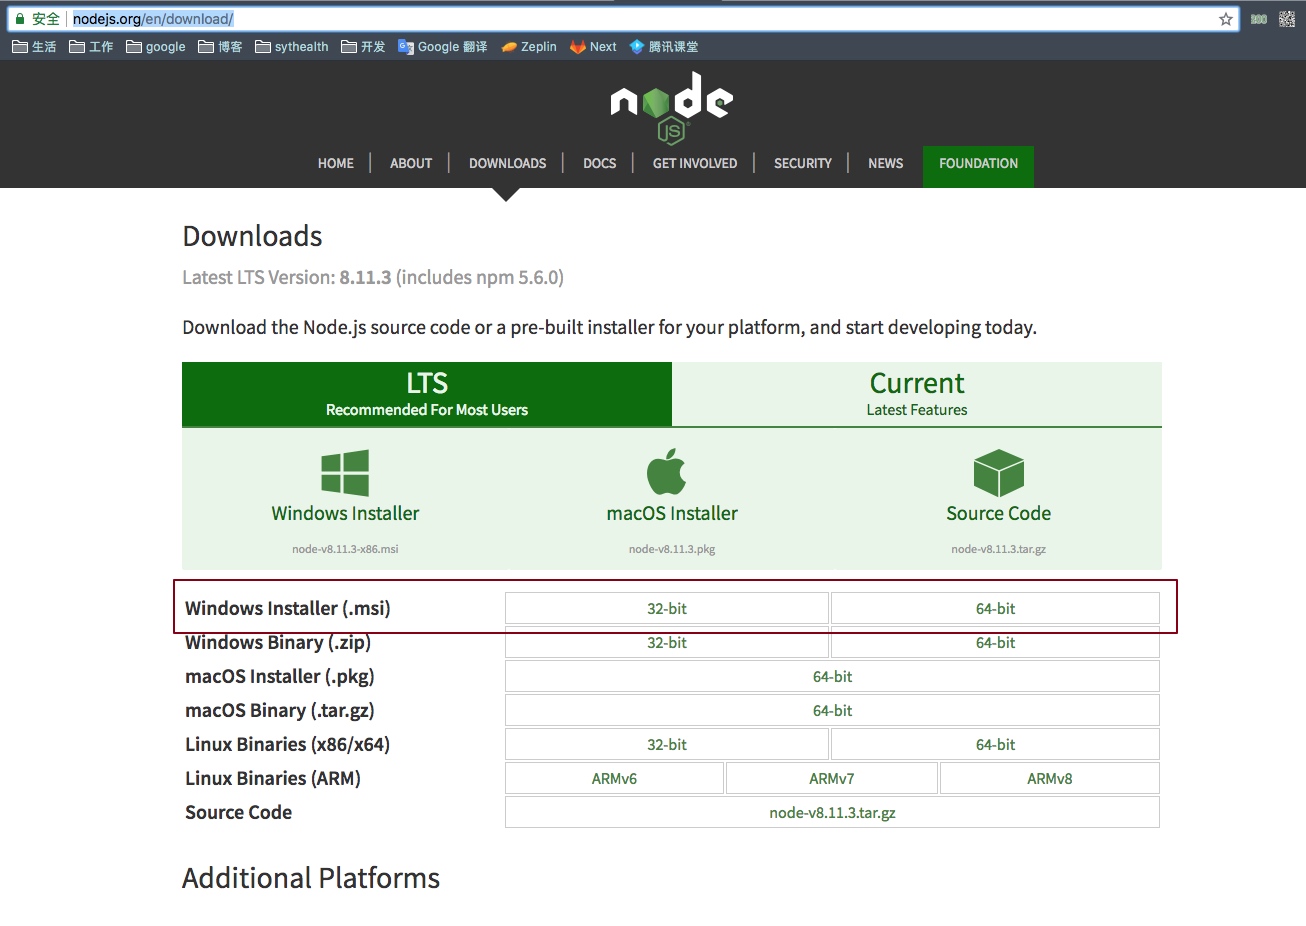 安全 nodejs.org/en/download/
生活 工作 google 博客 sythealth 开发 Google 翻译 Zeplin Next 腾讯课堂
node
JS
HOME ABOUT DOWNLOADS DOCS GET INVOLVED SECURITY NEWS FOUNDATION
Downloads
Latest LTS Version: 8.11.3 (includes npm 5.6.0)
Download the Node.js source code or a pre-built installer for your platform, and start developing today.
LTS Current
Recommended For Most Users Latest Features
Windows Installer macOS Installer Source Code
node-v8.11.3-x86.msi node-v8.11.3.pkg node-v8.11.3.tar.gz
Windows Installer (.msi) 32-bit 64-bit
Windows Binary (.zip) 32-bit 64-bit
macOS Installer (.pkg) 64-bit
macOS Binary (.tar.gz) 64-bit
Linux Binaries (x86/x64) 32-bit 64-bit
Linux Binaries (ARM) ARMv6 ARMv7 ARMv8
Source Code node-v8.11.3.tar.gz
Additional Platforms